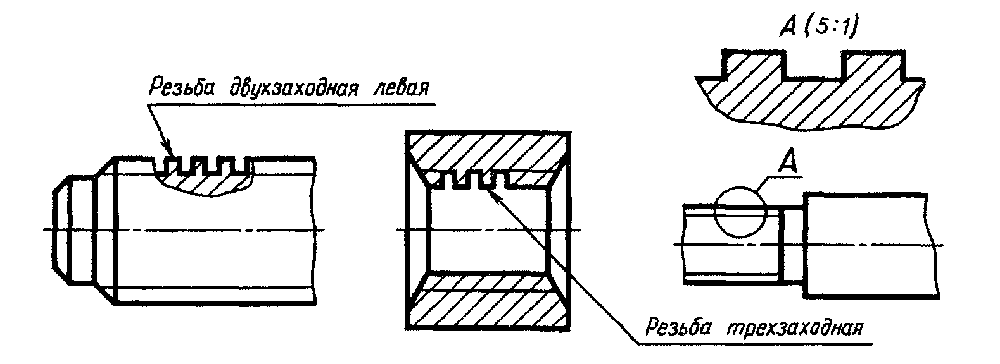 А (5:1)
Резьба двухзаходная левая
А
Резьба трехзаходная